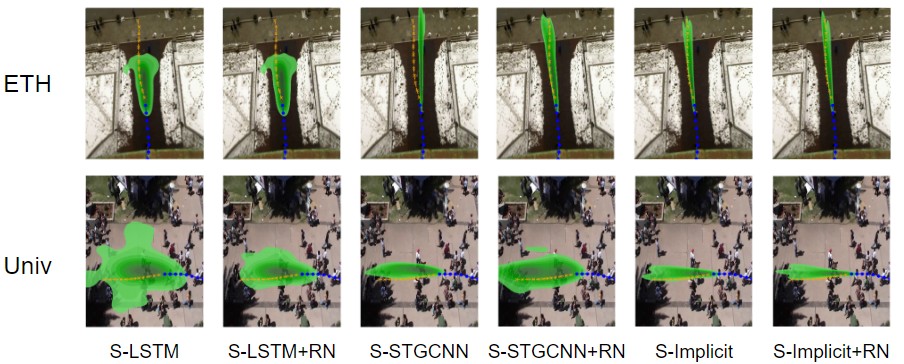 ETH
Univ
S-LSTM S-LSTM+RN S-STGCNN S-STGCNN+RN S-Implicit S-Implicit+RN